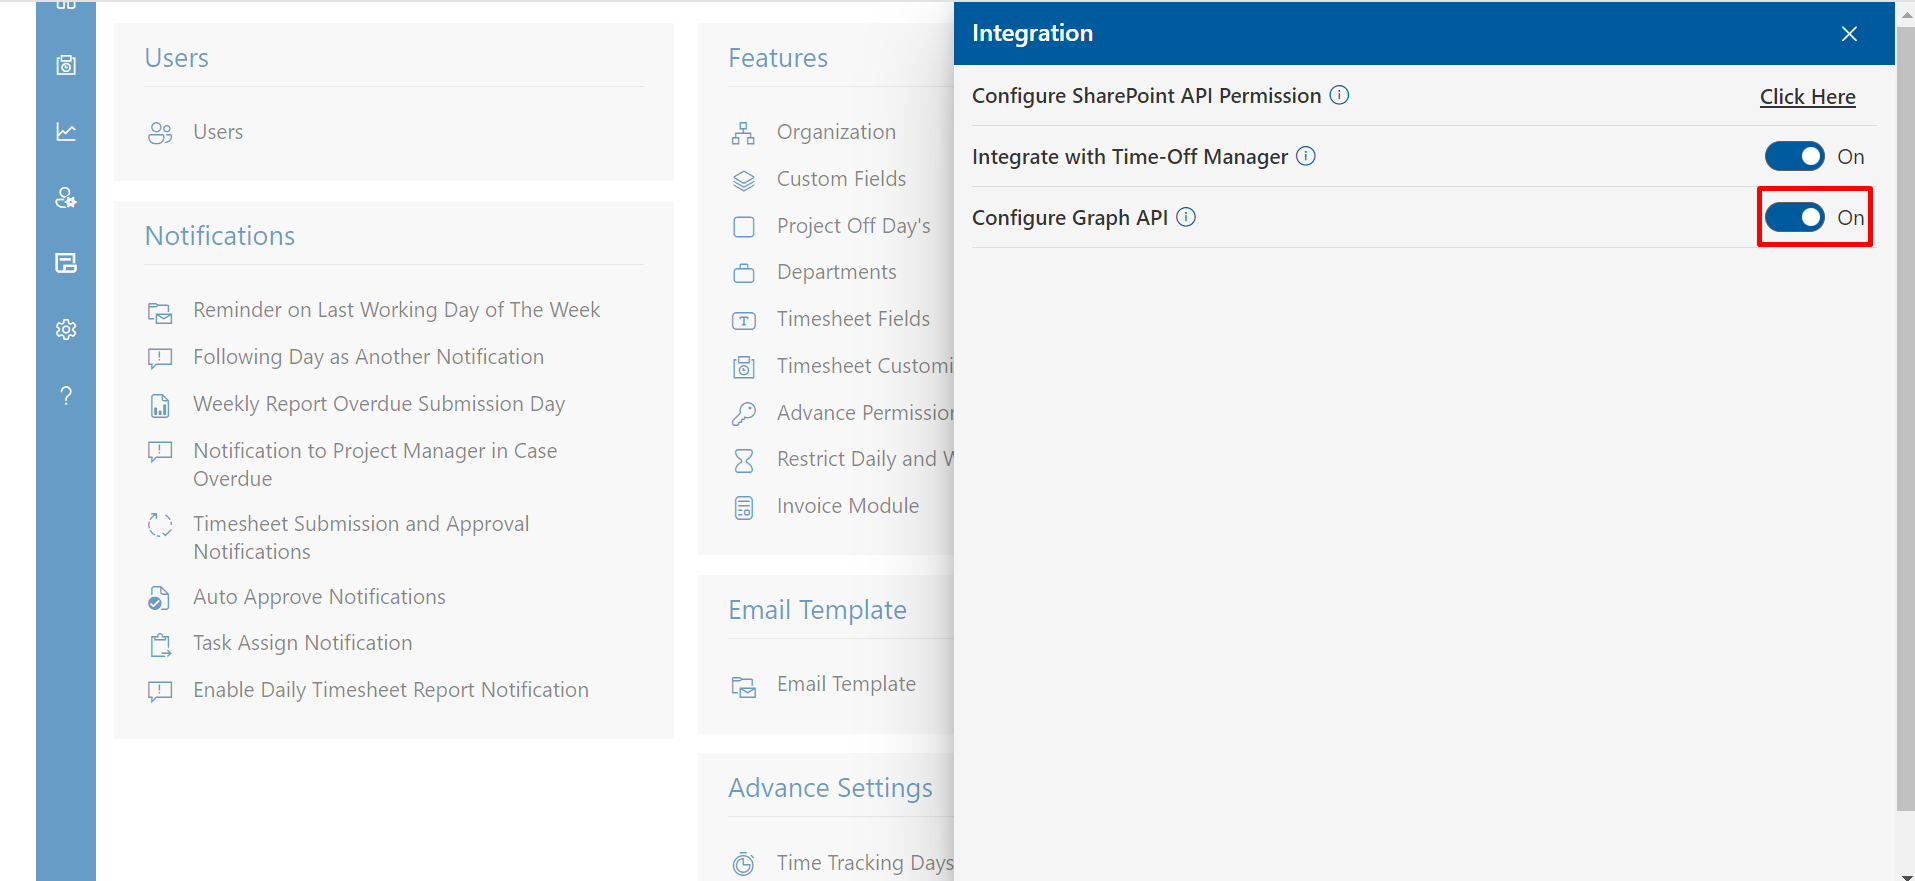 Users
Users
Notifications
Reminder on Last Working Day of The Week
Following Day as Another Notification
Weekly Report Overdue Submission Day
Notification to Project Manager in Case
Overdue
Timesheet Submission and Approval
Notifications
Auto Approve Notifications
Task Assign Notification
Enable Daily Timesheet Report Notification
Features
Organization
Custom Fields
Project Off Day's
Departments
Timesheet Fields
Timesheet Customi
Advance Permission
Restrict Daily and W
Invoice Module
Email Template
Email Template
Advance Settings
Time Tracking Days
Integration
Configure SharePoint API Permission
Click Here
Integrate with Time-Off Manager
On
Configure Graph API
On